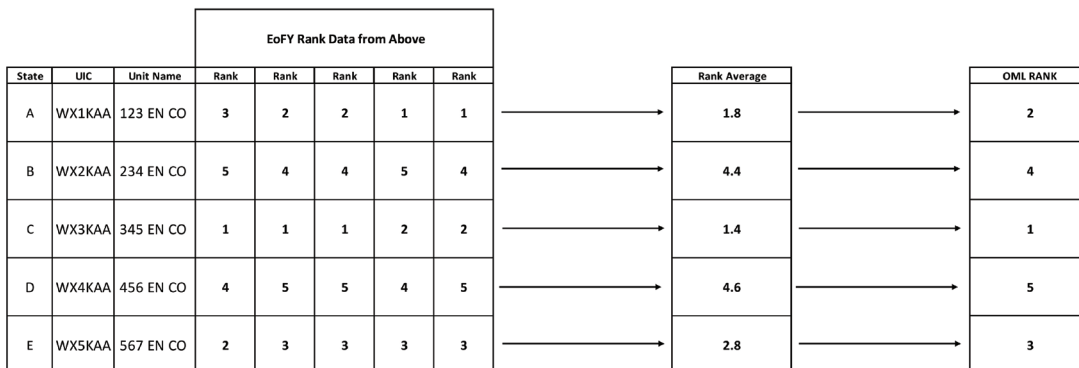 EoFY Rank Data from Above
State UIC Unit Name Rank Rank Rank Rank Rank Rank Average OML RANK
A WX1KAA 123 EN CO 3 2 2 1 1 1.8 2
B WX2KAA 234 EN CO 5 4 4 5 4 4.4 4
C WX3KAA 345 EN CO 1 1 1 2 2 1.4 1
D WX4KAA 456 EN CO 4 5 5 4 5 4.6 5
E WX5KAA 567 EN CO 2 3 3 3 3 2.8 3